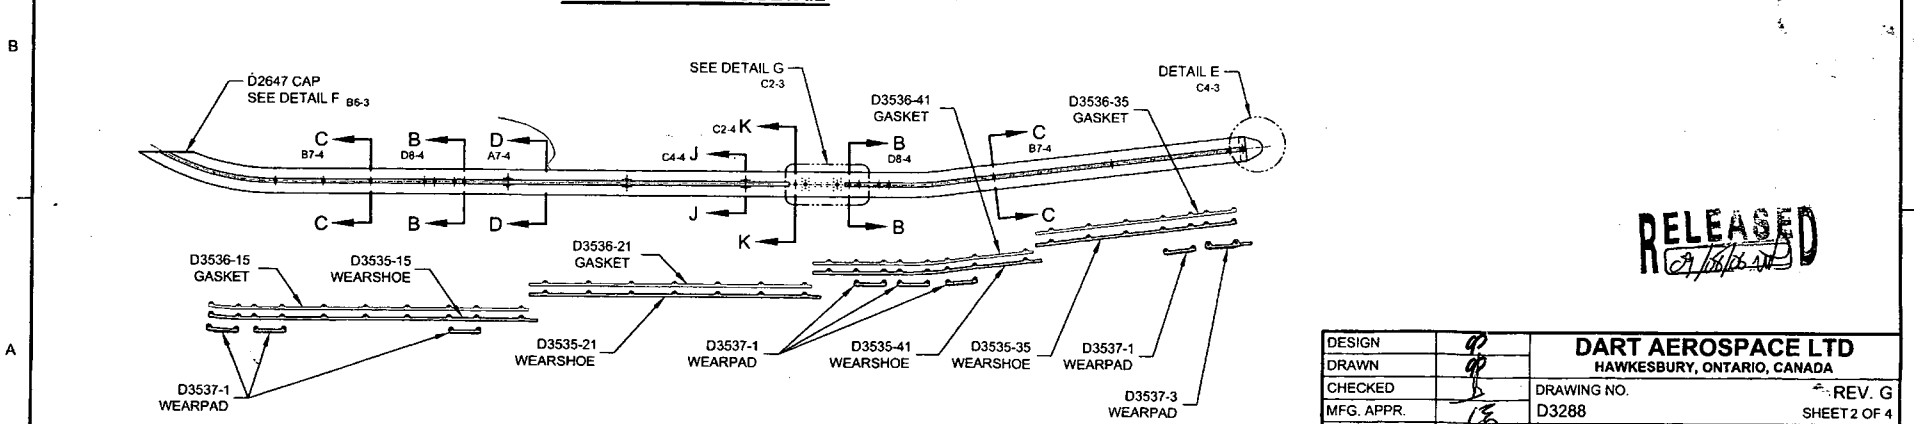 B
D2647 CAP
SEE DETAIL F B6-3
SEE DETAIL G
C2-3
DETAIL E
C4-3
D3536-41
GASKET
D3536-35
GASKET
C
B7-4
B
D8-4
D
A7-4
C4-4 J
C2-4 K
B
D8-4
C
B7-4
C
B
D
J
K
B
C
D3536-15
GASKET
D3535-15
WEARSHOE
D3536-21
GASKET
D3537-1
WEARPAD
D3535-21
WEARSHOE
D3537-1
WEARPAD
D3535-41
WEARSHOE
D3535-35
WEARSHOE
D3537-1
WEARPAD
D3537-3
WEARPAD
RELEASED
A
DESIGN
DRAWN
CHECKED
MFG. APPR.
DART AEROSPACE LTD
HAWKESBURY, ONTARIO, CANADA
DRAWING NO.
REV. G
D3288
SHEET 2 OF 4